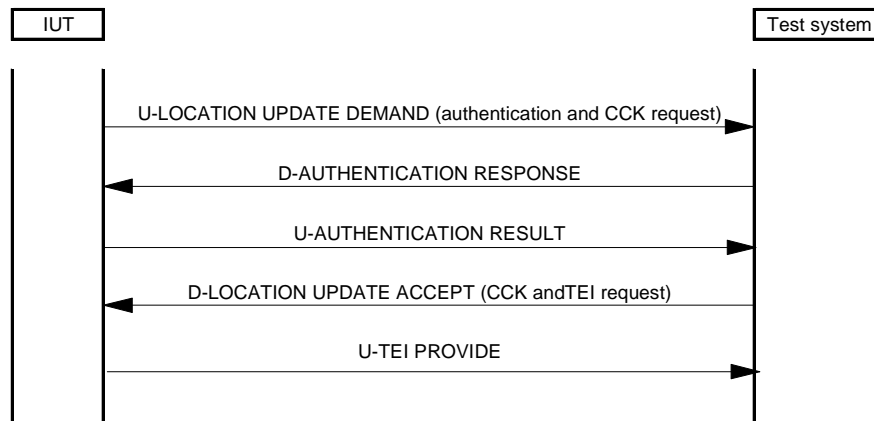 IUT
Test system
U-LOCATION UPDATE DEMAND (authentication and CCK request)
D-AUTHENTICATION RESPONSE
U-AUTHENTICATION RESULT
D-LOCATION UPDATE ACCEPT (CCK andTEI request)
U-TEI PROVIDE